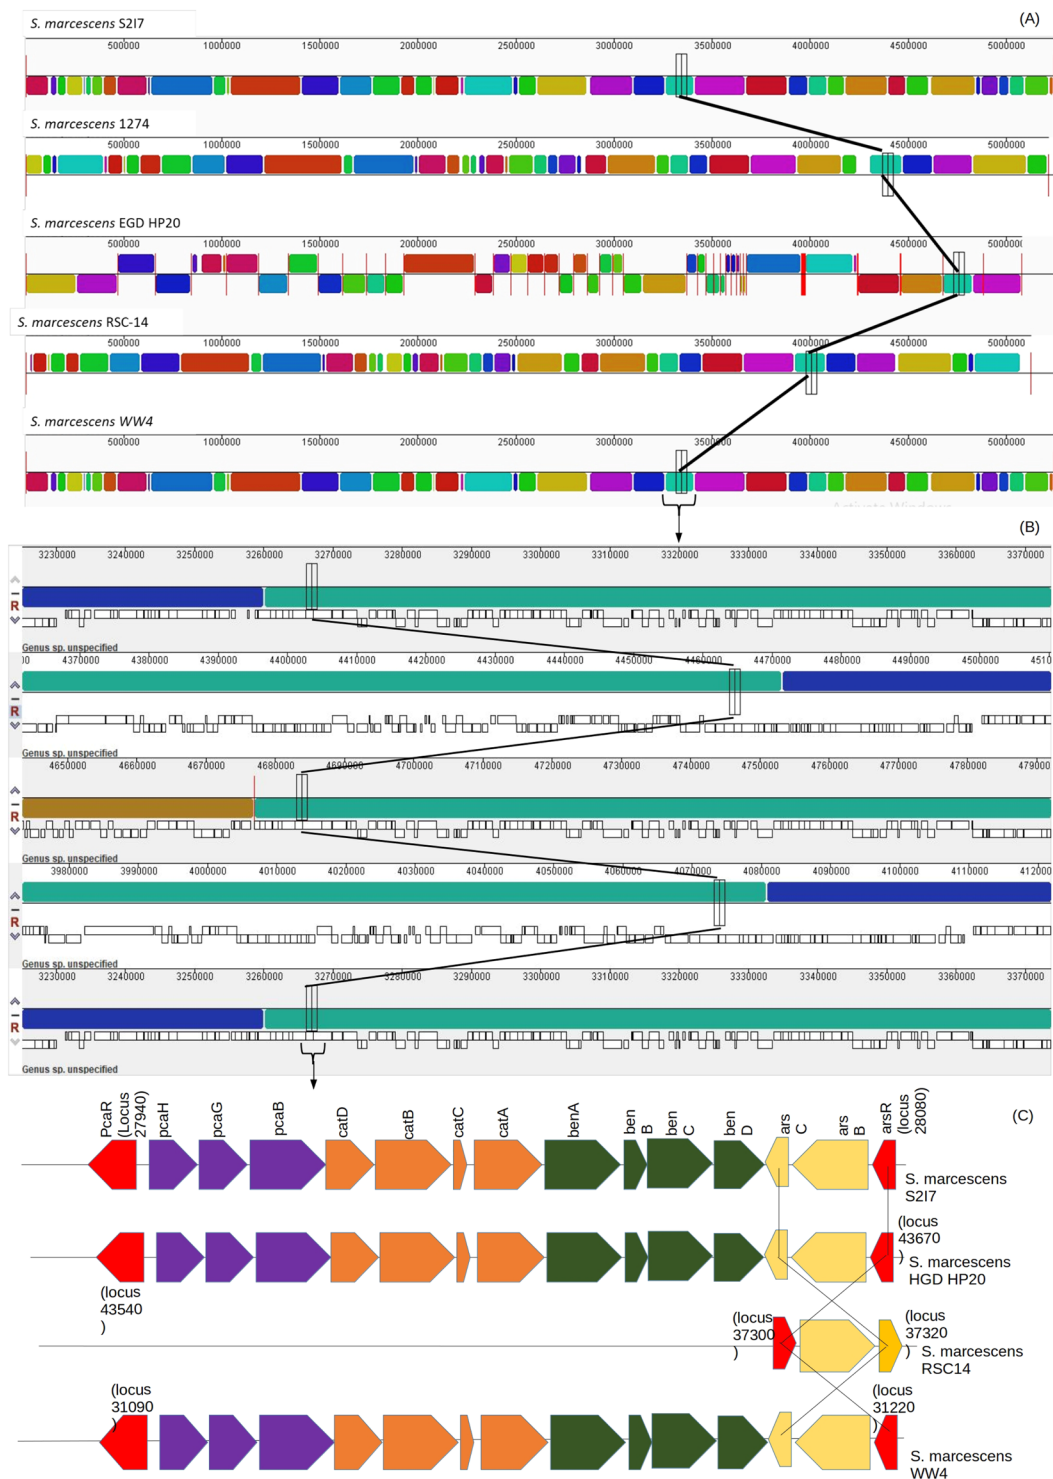 S. marcescens S2I7
(A)
500000 1000000 1500000 2000000 2500000 3000000 3500000 4000000 4500000 5000000
S. marcescens 1274
500000 1000000 1500000 2000000 2500000 3000000 3500000 4000000 4500000 5000000
S. marcescens EGD HP20
500000 1000000 1500000 2000000 2500000 3000000 3500000 4000000 4500000 5000000
S. marcescens RSC-14
500000 1000000 1500000 2000000 2500000 3000000 3500000 4000000 4500000 5000000
S. marcescens WW4
500000 1000000 1500000 2000000 2500000 3000000 3500000 4000000 4500000 5000000
(B)
3230000 3240000 3250000 3260000 3270000 3280000 3290000 3300000 3310000 3320000 3330000 3340000 3350000 3360000 3370000
R
Genus sp. unspecified
4370000 4380000 4390000 4400000 4410000 4420000 4430000 4440000 4450000 4460000 4470000 4480000 4490000 4500000 4510
R
Genus sp. unspecified
4650000 4660000 4670000 4680000 4690000 4700000 4710000 4720000 4730000 4740000 4750000 4760000 4770000 4780000 4790
R
Genus sp. unspecified
3980000 3990000 4000000 4010000 4020000 4030000 4040000 4050000 4060000 4070000 4080000 4090000 4100000 4110000 412000
R
Genus sp. unspecified
3230000 3240000 3250000 3260000 3270000 3280000 3290000 3300000 3310000 3320000 3330000 3340000 3350000 3360000 3370000
R
Genus sp. unspecified
(C)
PcaR
(Locus
27940)
pcaH
pcaG
pcaB
catD
catB
catC
catA
benA
ben
B
ben
C
ben
D
ars
C
ars
B
arsR
(locus
28080)
S. marcescens
S2I7
(locus
43540
)
(locus
43670
)
S. marcescens
HGD HP20
(locus
37300
)
(locus
37320
)
S. marcescens
RSC14
(locus
31090
)
(locus
31220
)
S. marcescens
WW4